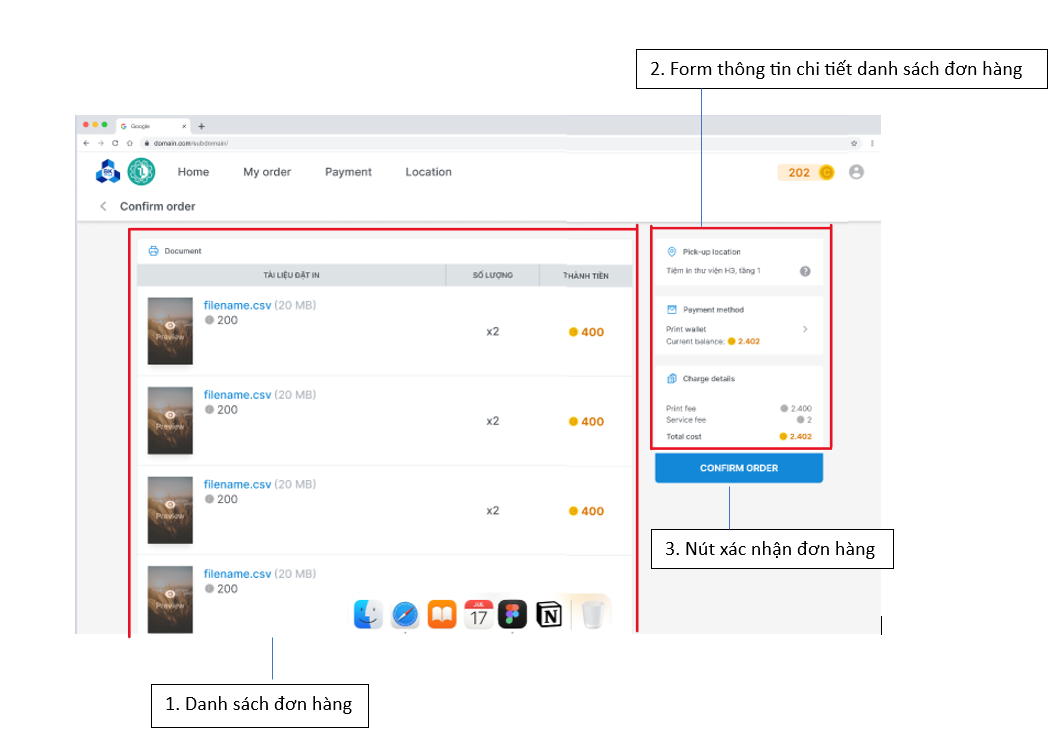 2. Form thông tin chi tiết danh sách đơn hàng
Google
domain.com/subdomain/
BK
Home My order Payment Location 202 C
Confirm order
Document
TÀI LIỆU ĐẶT IN SỐ LƯỢNG THÀNH TIỀN
filename.csv (20 MB)
200
Preview
x2 400
filename.csv (20 MB)
200
Preview
x2 400
filename.csv (20 MB)
200
Preview
x2 400
filename.csv (20 MB)
200
Preview
Pick-up location
Tiệm in thư viện H3, tầng 1 ?
Payment method
Print wallet
Current balance: 2.402
Charge details
Print fee 2.400
Service fee 2
Total cost 2.402
CONFIRM ORDER
3. Nút xác nhận đơn hàng
JUL
17
N
1. Danh sách đơn hàng